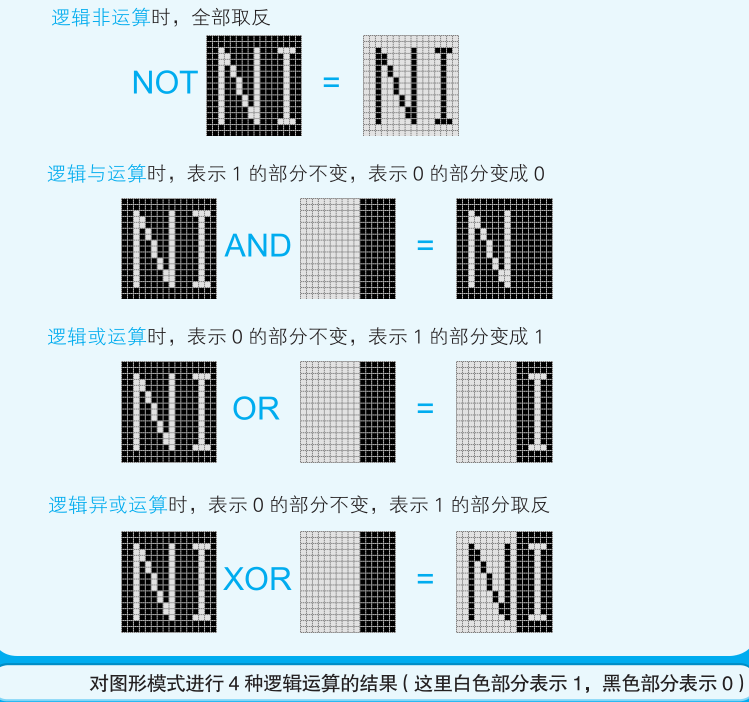 逻辑非运算时，全部取反
NOT NI = NI
逻辑与运算时，表示 1 的部分不变，表示 0 的部分变成 0
NI AND = N
逻辑或运算时，表示 0 的部分不变，表示 1 的部分变成 1
NI OR = I
逻辑异或运算时，表示 0 的部分不变，表示 1 的部分取反
NI XOR = NI
对图形模式进行 4 种逻辑运算的结果 ( 这里白色部分表示 1，黑色部分表示 0 )